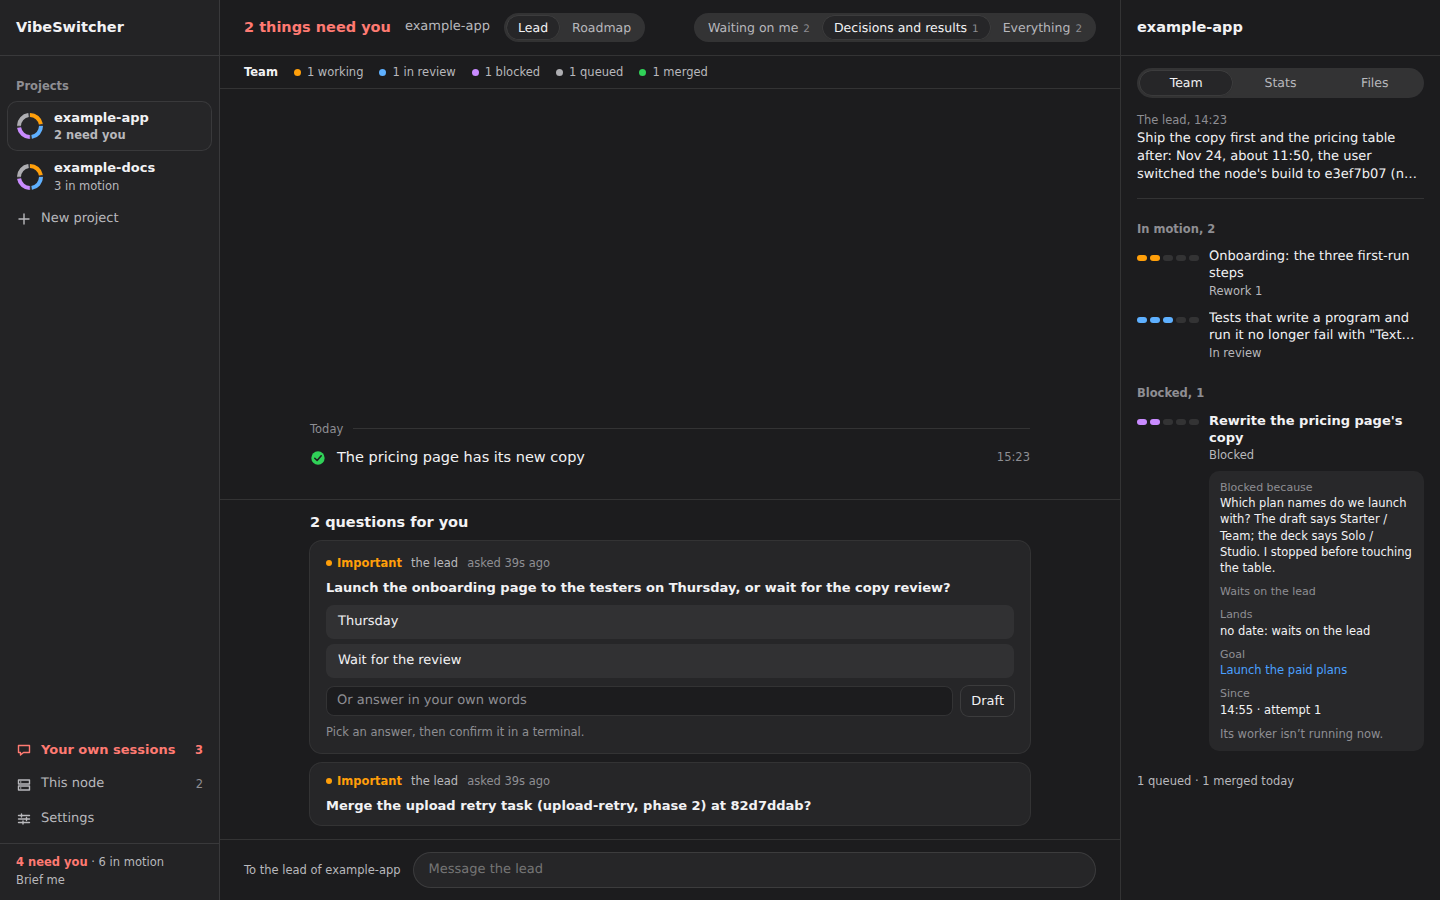 VibeSwitcher
Projects
example-app
2 need you
example-docs
3 in motion
New project
Your own sessions 3
This node 2
Settings
4 need you · 6 in motion
Brief me
2 things need you example-app Lead Roadmap Waiting on me 2 Decisions and results 1 Everything 2
Team 1 working 1 in review 1 blocked 1 queued 1 merged
Today
The pricing page has its new copy 15:23
2 questions for you
Important the lead asked 39s ago
Launch the onboarding page to the testers on Thursday, or wait for the copy review?
Thursday
Wait for the review
Or answer in your own words Draft
Pick an answer, then confirm it in a terminal.
Important the lead asked 39s ago
Merge the upload retry task (upload-retry, phase 2) at 82d7ddab?
To the lead of example-app Message the lead
example-app
Team Stats Files
The lead, 14:23
Ship the copy first and the pricing table
after: Nov 24, about 11:50, the user
switched the node's build to e3ef7b07 (n…
In motion, 2
Onboarding: the three first-run
steps
Rework 1
Tests that write a program and
run it no longer fail with "Text…
In review
Blocked, 1
Rewrite the pricing page's
copy
Blocked
Blocked because
Which plan names do we launch
with? The draft says Starter /
Team; the deck says Solo /
Studio. I stopped before touching
the table.
Waits on the lead
Lands
no date: waits on the lead
Goal
Launch the paid plans
Since
14:55 · attempt 1
Its worker isn’t running now.
1 queued · 1 merged today